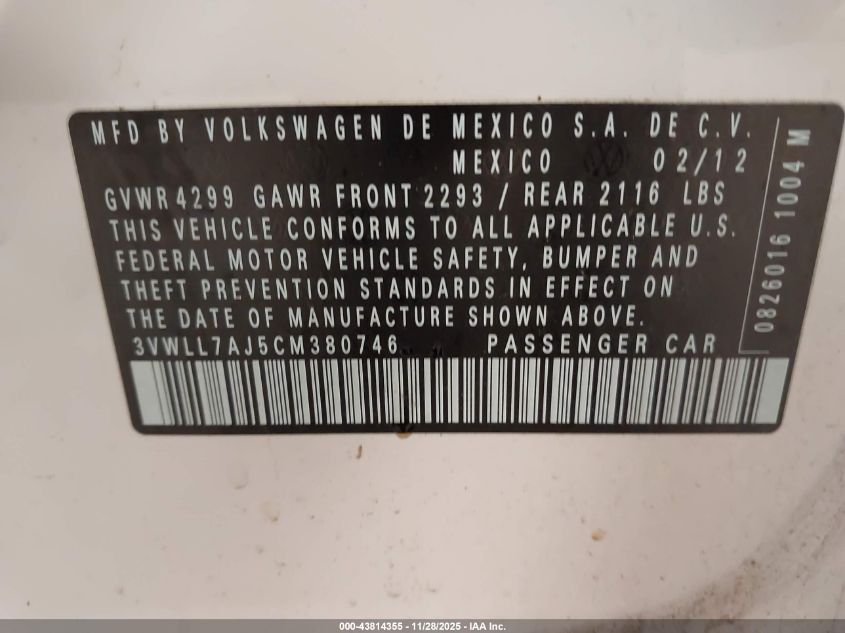 MFD BY VOLKSWAGEN DE MEXICO S.A. DE C.V.
MEXICO 02/12
GVWR 4299 GAWR FRONT 2293 / REAR 2116 LBS
THIS VEHICLE CONFORMS TO ALL APPLICABLE U.S.
FEDERAL MOTOR VEHICLE SAFETY, BUMPER AND
THEFT PREVENTION STANDARDS IN EFFECT ON
THE DATE OF MANUFACTURE SHOWN ABOVE.
3VWLL7AJ5CM380746 PASSENGER CAR
0826016 1004 M
000-43814355 - 11/28/2025 - IAA Inc.